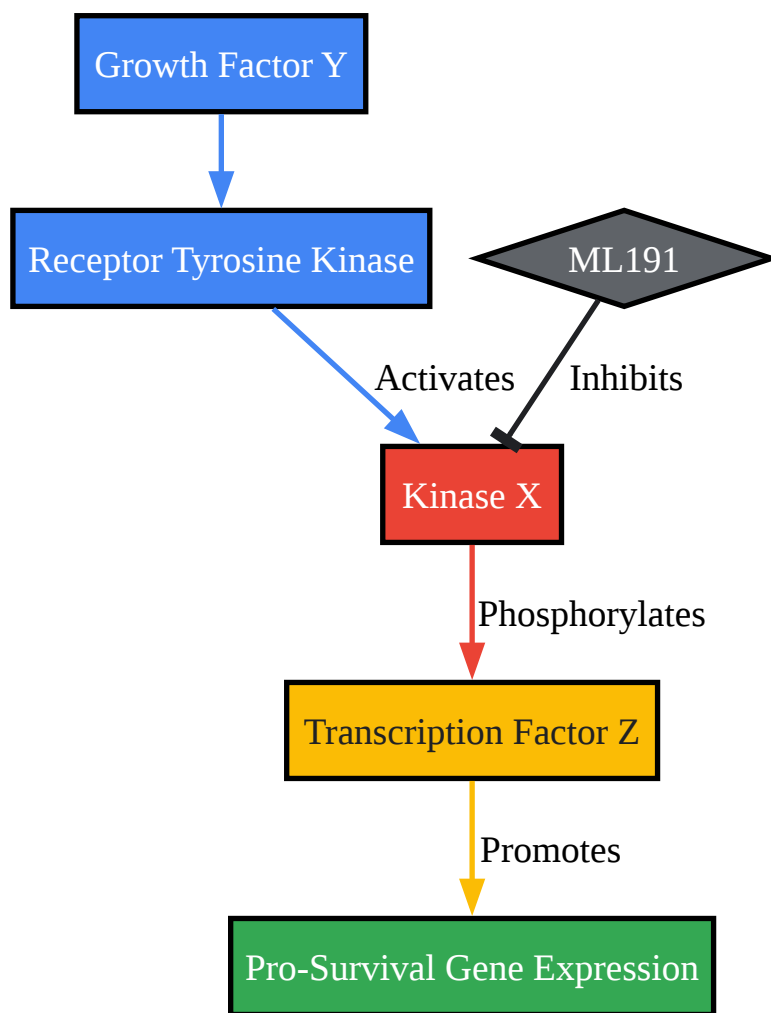 Growth Factor Y
Receptor Tyrosine Kinase
ML191
Activates
Inhibits
Kinase X
Phosphorylates
Transcription Factor Z
Promotes
Pro-Survival Gene Expression